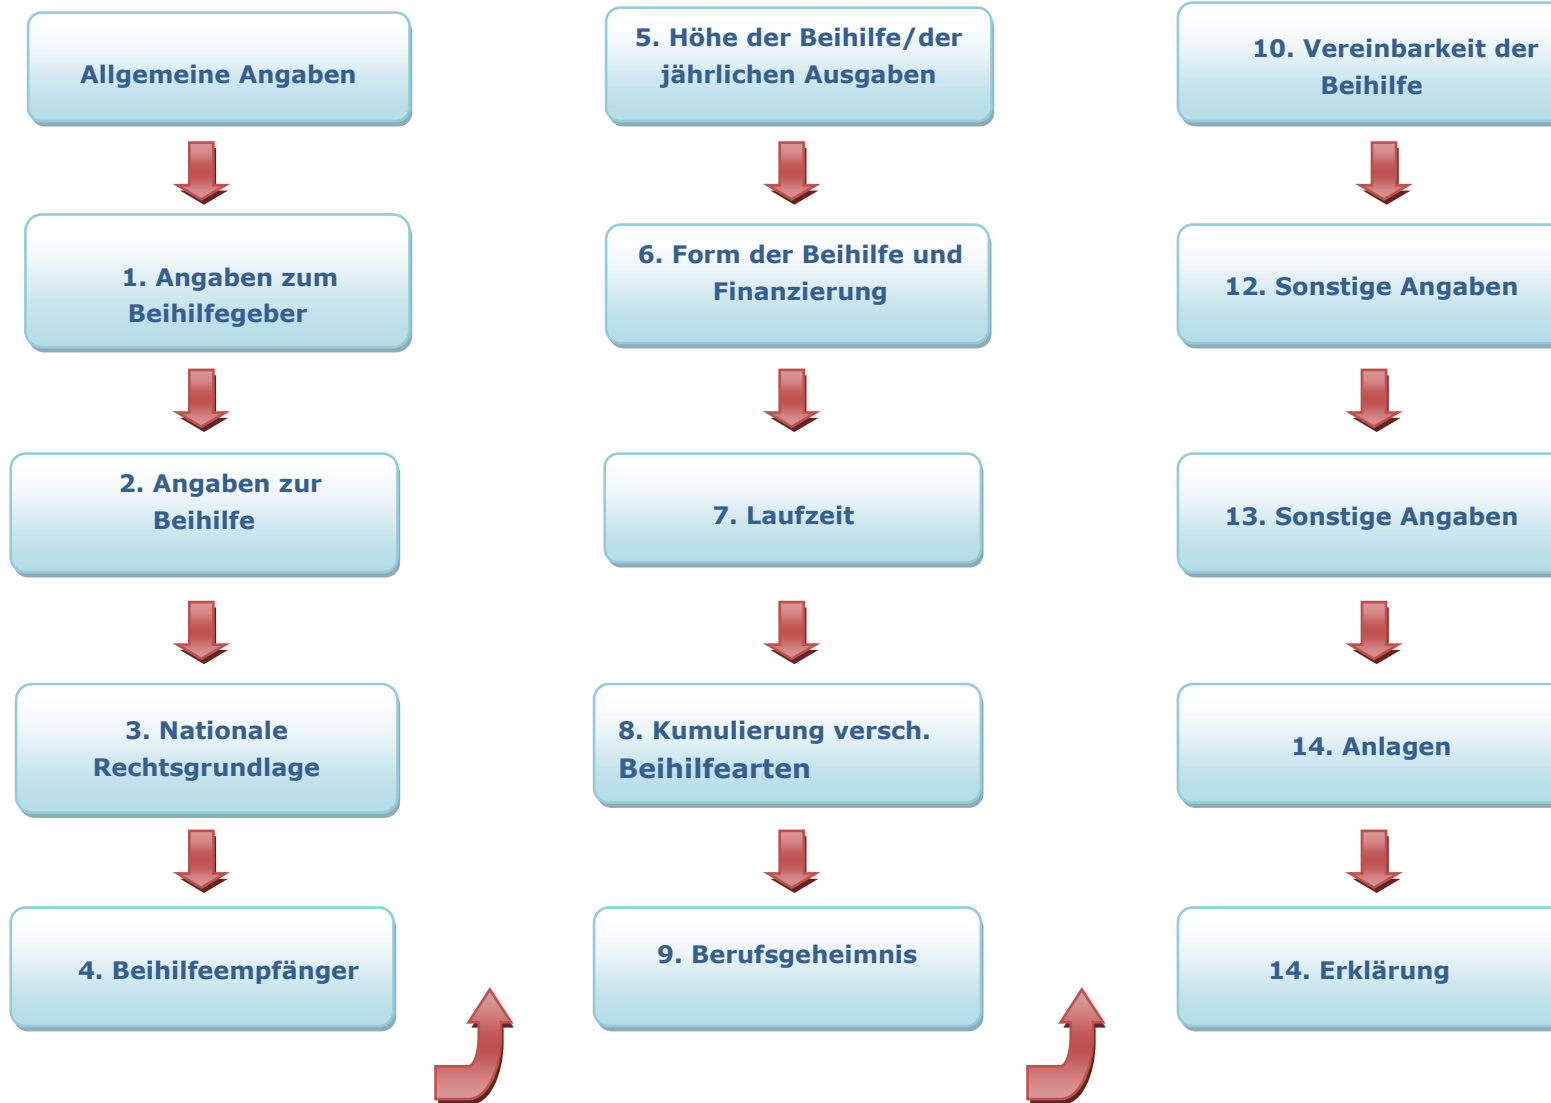 Allgemeine Angaben
1. Angaben zum
Beihilfegeber
2. Angaben zur
Beihilfe
3. Nationale
Rechtsgrundlage
4. Beihilfeempfänger
5. Höhe der Beihilfe/der
jährlichen Ausgaben
6. Form der Beihilfe und
Finanzierung
7. Laufzeit
8. Kumulierung versch.
Beihilfearten
9. Berufsgeheimnis
10. Vereinbarkeit der
Beihilfe
12. Sonstige Angaben
13. Sonstige Angaben
14. Anlagen
14. Erklärung